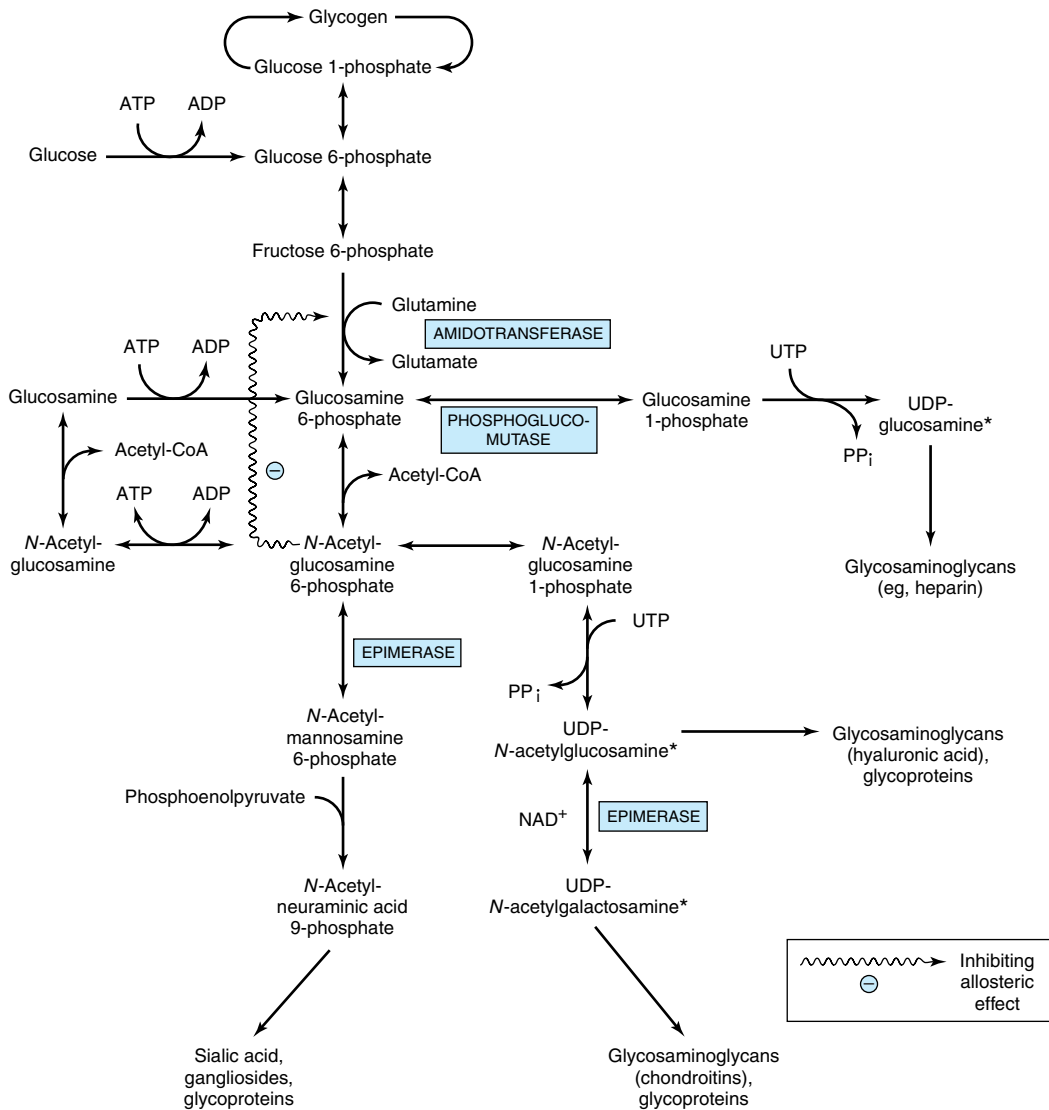 Glycogen
Glucose 1-phosphate
ATP
ADP
Glucose
Glucose 6-phosphate
Fructose 6-phosphate
Glutamine
AMIDOTRANSFERASE
Glutamate
ATP
ADP
Glucosamine
Glucosamine
6-phosphate
PHOSPHOGLUCO-
MUTASE
Glucosamine
1-phosphate
UTP
PPi
UDP-
glucosamine*
Acetyl-CoA
Acetyl-CoA
−
ATP
ADP
N-Acetyl-
glucosamine
N-Acetyl-
glucosamine
6-phosphate
N-Acetyl-
glucosamine
1-phosphate
Glycosaminoglycans
(eg, heparin)
EPIMERASE
UTP
PPi
N-Acetyl-
mannosamine
6-phosphate
UDP-
N-acetylglucosamine*
Glycosaminoglycans
(hyaluronic acid),
glycoproteins
Phosphoenolpyruvate
NAD+
EPIMERASE
N-Acetyl-
neuraminic acid
9-phosphate
UDP-
N-acetylgalactosamine*
Inhibiting
allosteric
effect
−
Sialic acid,
gangliosides,
glycoproteins
Glycosaminoglycans
(chondroitins),
glycoproteins